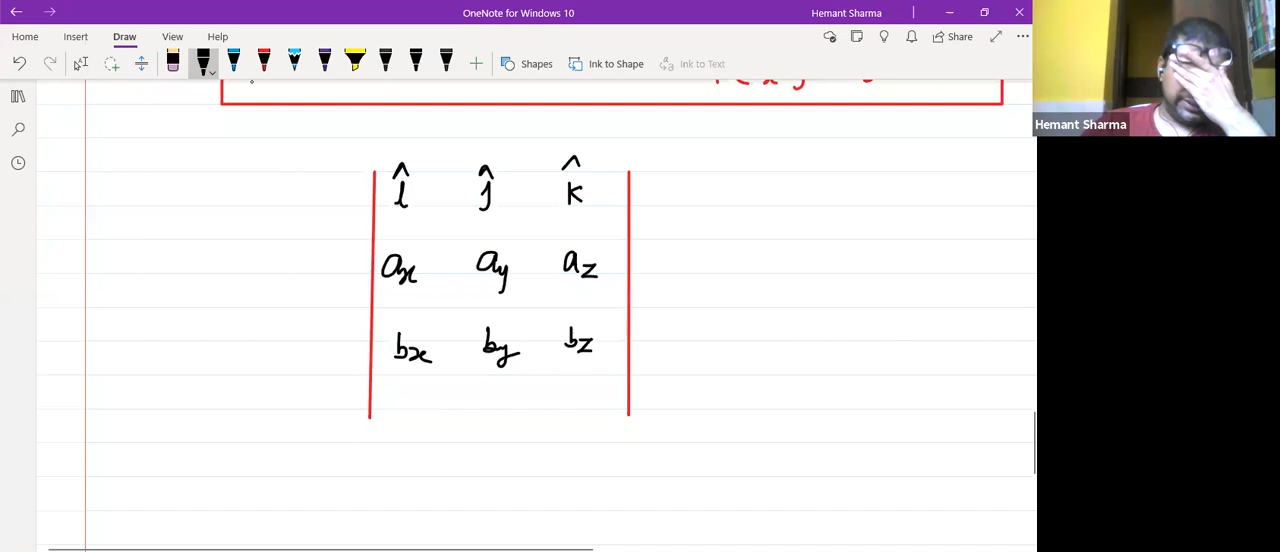 OneNote for Windows 10
Hemant Sharma
Home Insert Draw View Help
Share
Shapes Ink to Shape Ink to Text
Hemant Sharma
î ĵ k̂
ax ay az
bx by bz